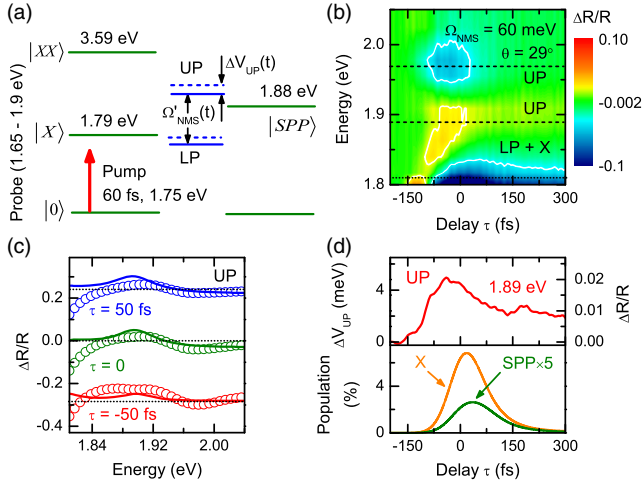 (a)
3.59 eV
|XX⟩
UP
ΔV_UP(t)
1.88 eV
1.79 eV
Ω'_NMS(t)
|X⟩
|SPP⟩
LP
Pump
60 fs, 1.75 eV
|0⟩
Probe (1.65 - 1.9 eV)
(b)
ΔR/R
Ω_NMS = 60 meV
θ = 29°
UP
UP
LP + X
2.0
1.9
1.8
Energy (eV)
-150 0 150 300
Delay τ (fs)
0.10
-0.002
-0.1
(c)
UP
τ = 50 fs
τ = 0
τ = -50 fs
0.2
0.0
-0.2
-0.4
ΔR/R
1.84 1.92 2.00
Energy (eV)
(d)
UP
1.89 eV
4
0
ΔV_UP (meV)
0.02
0.01
0.00
ΔR/R
X
SPP×5
4
0
Population
(%)
-150 0 150 300
Delay τ (fs)